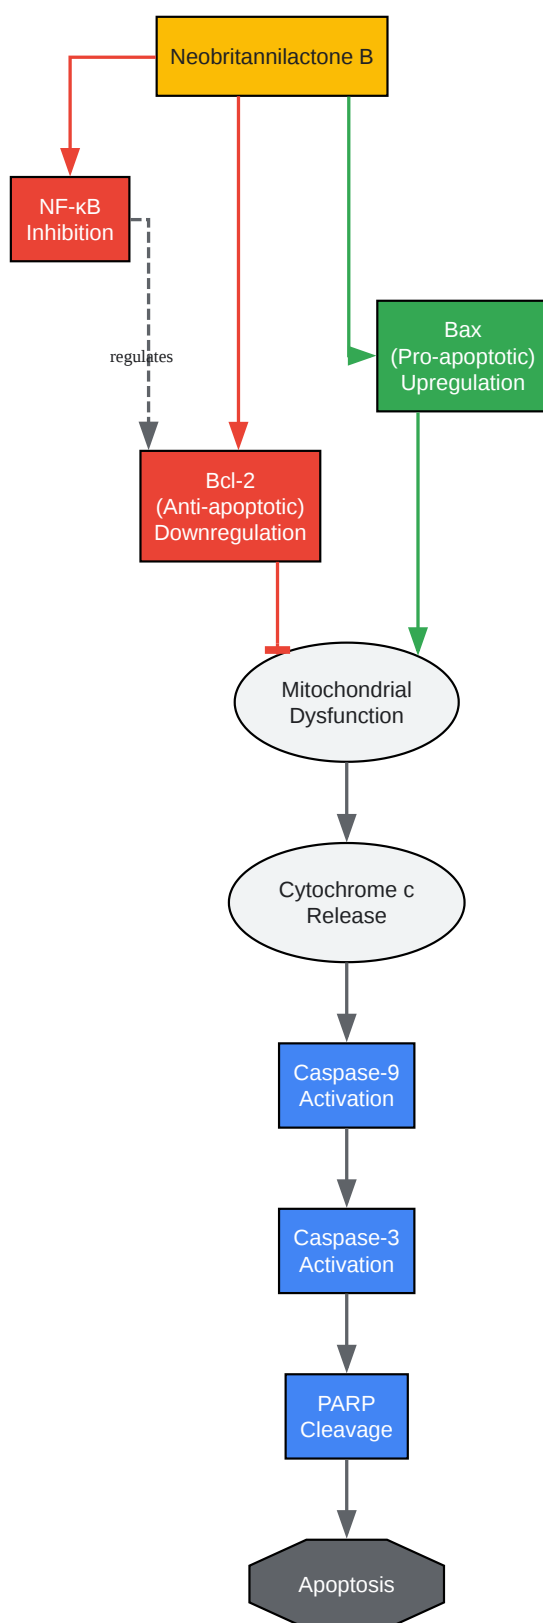 Neobritannilactone B
NF-κB
Inhibition
Bax
(Pro-apoptotic)
Upregulation
regulates
Bcl-2
(Anti-apoptotic)
Downregulation
Mitochondrial
Dysfunction
Cytochrome c
Release
Caspase-9
Activation
Caspase-3
Activation
PARP
Cleavage
Apoptosis